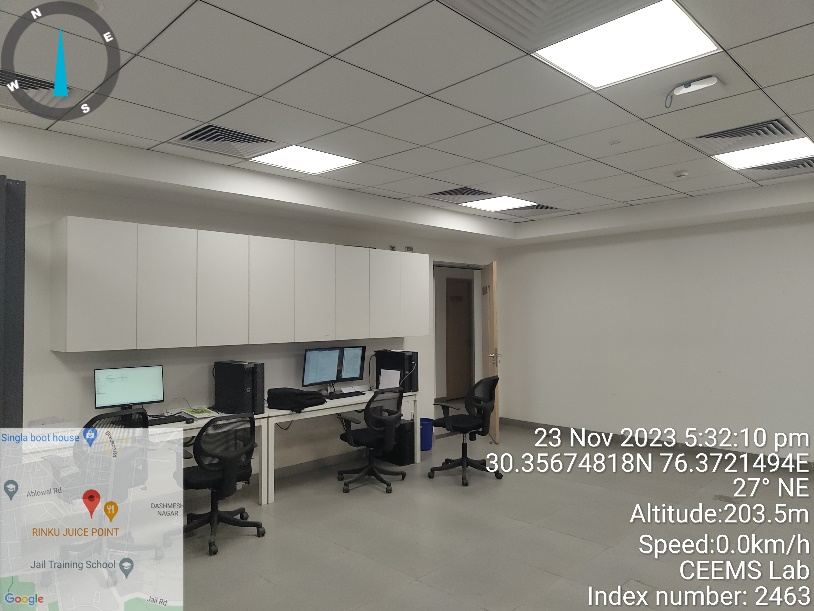 N
E
W
S
23 Nov 2023 5:32:10 pm
30.35674818N 76.3721494E
27° NE
Altitude:203.5m
Speed:0.0km/h
CEEMS Lab
Index number: 2463
Singla boot house
Ablowal Rd
DASHMESH
NAGAR
RINKU JUICE POINT
Jail Training School
Jail Rd
Google